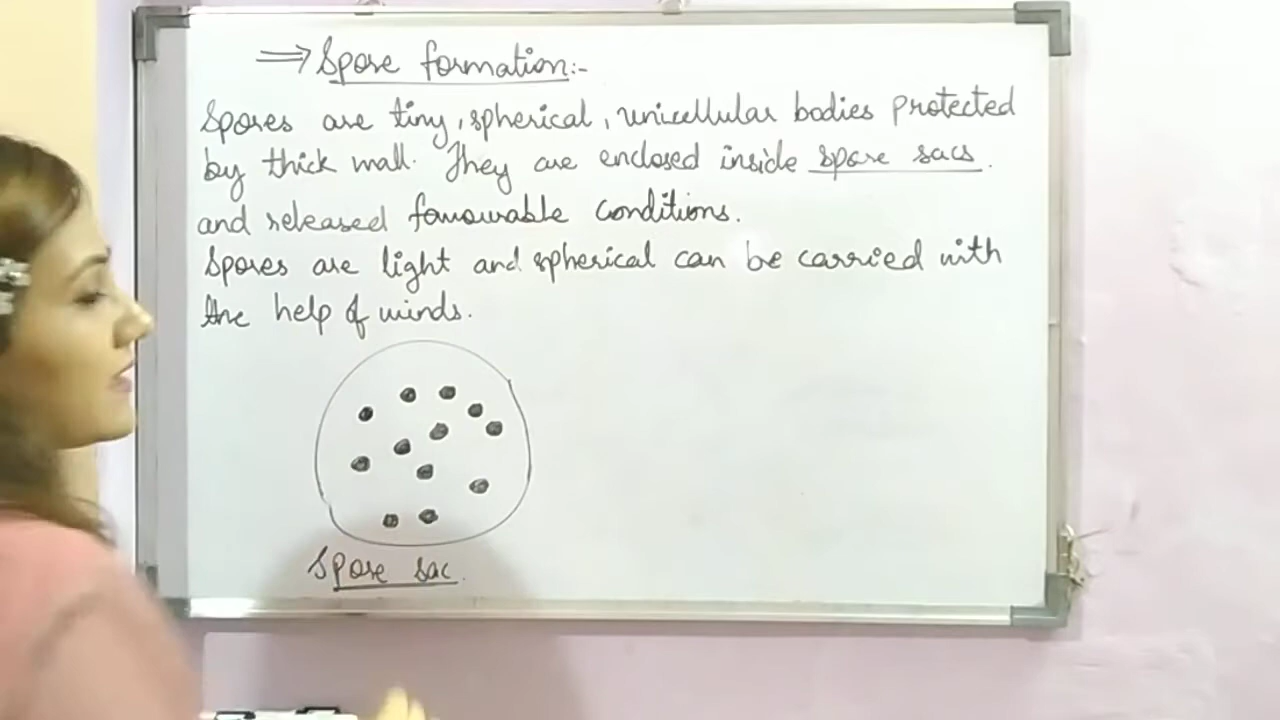 ⇒ Spore formation:-
Spores are tiny, spherical, unicellular bodies protected
by thick wall. They are enclosed inside spore sacs.
and released favourable conditions.
Spores are light and spherical can be carried with
the help of winds.
Spore sac.